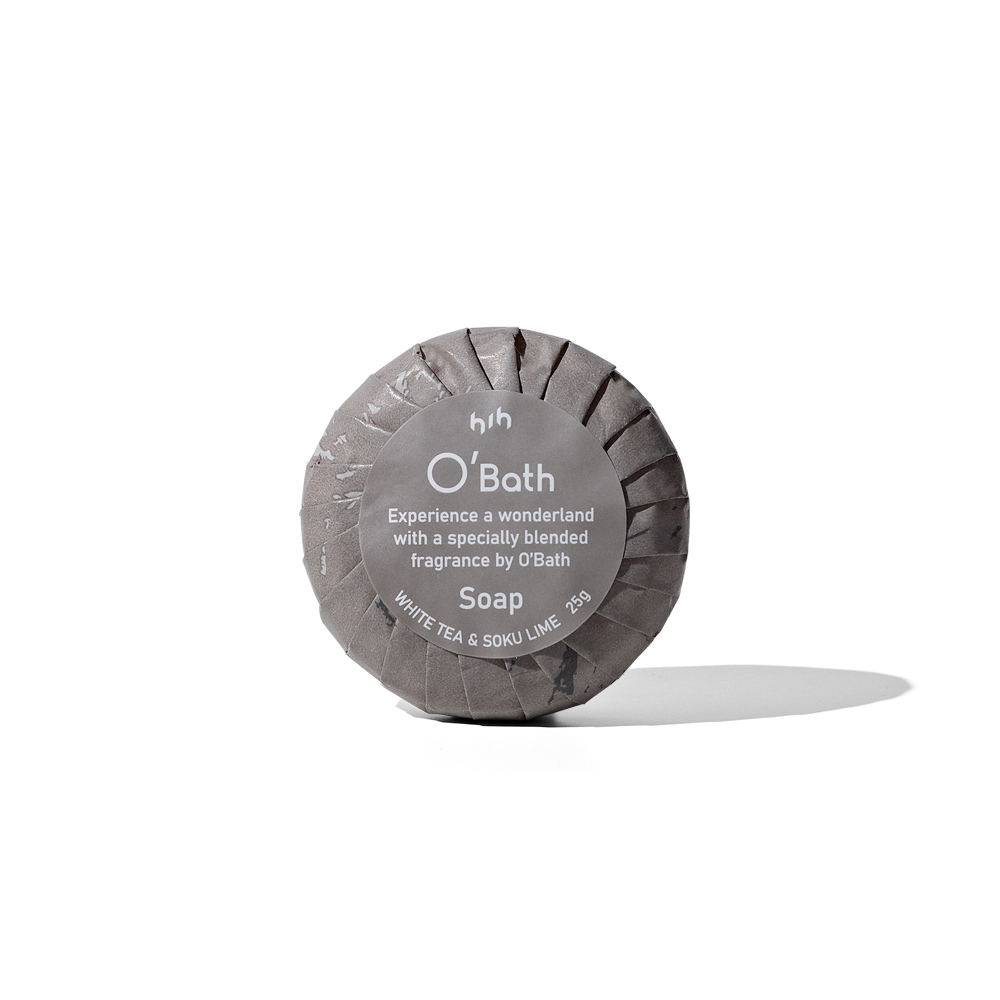 hih
O'Bath
Experience a wonderland
with a specially blended
fragrance by O'Bath
Soap
WHITE TEA & SOKU LIME 25g